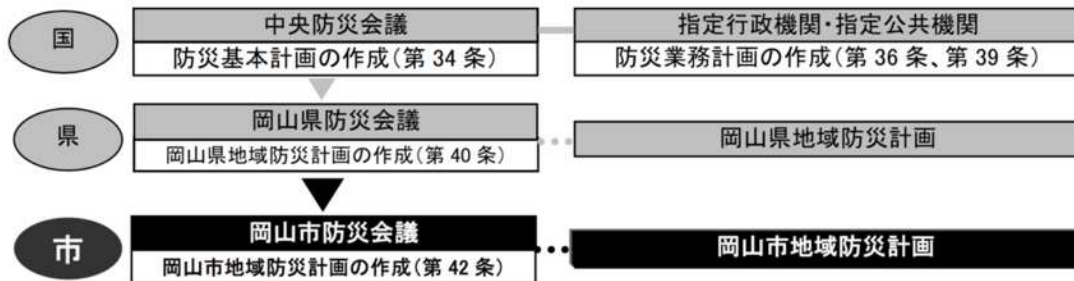 国
中央防災会議
防災基本計画の作成(第 34 条)
指定行政機関・指定公共機関
防災業務計画の作成(第 36 条、第 39 条)
県
岡山県防災会議
岡山県地域防災計画の作成(第 40 条)
岡山県地域防災計画
市
岡山市防災会議
岡山市地域防災計画の作成(第 42 条)
岡山市地域防災計画